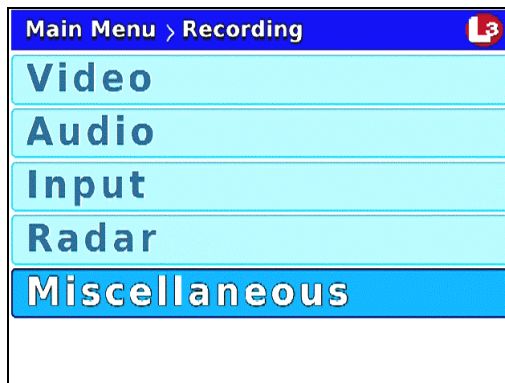 Main Menu > Recording
L3
Video
Audio
Input
Radar
Miscellaneous